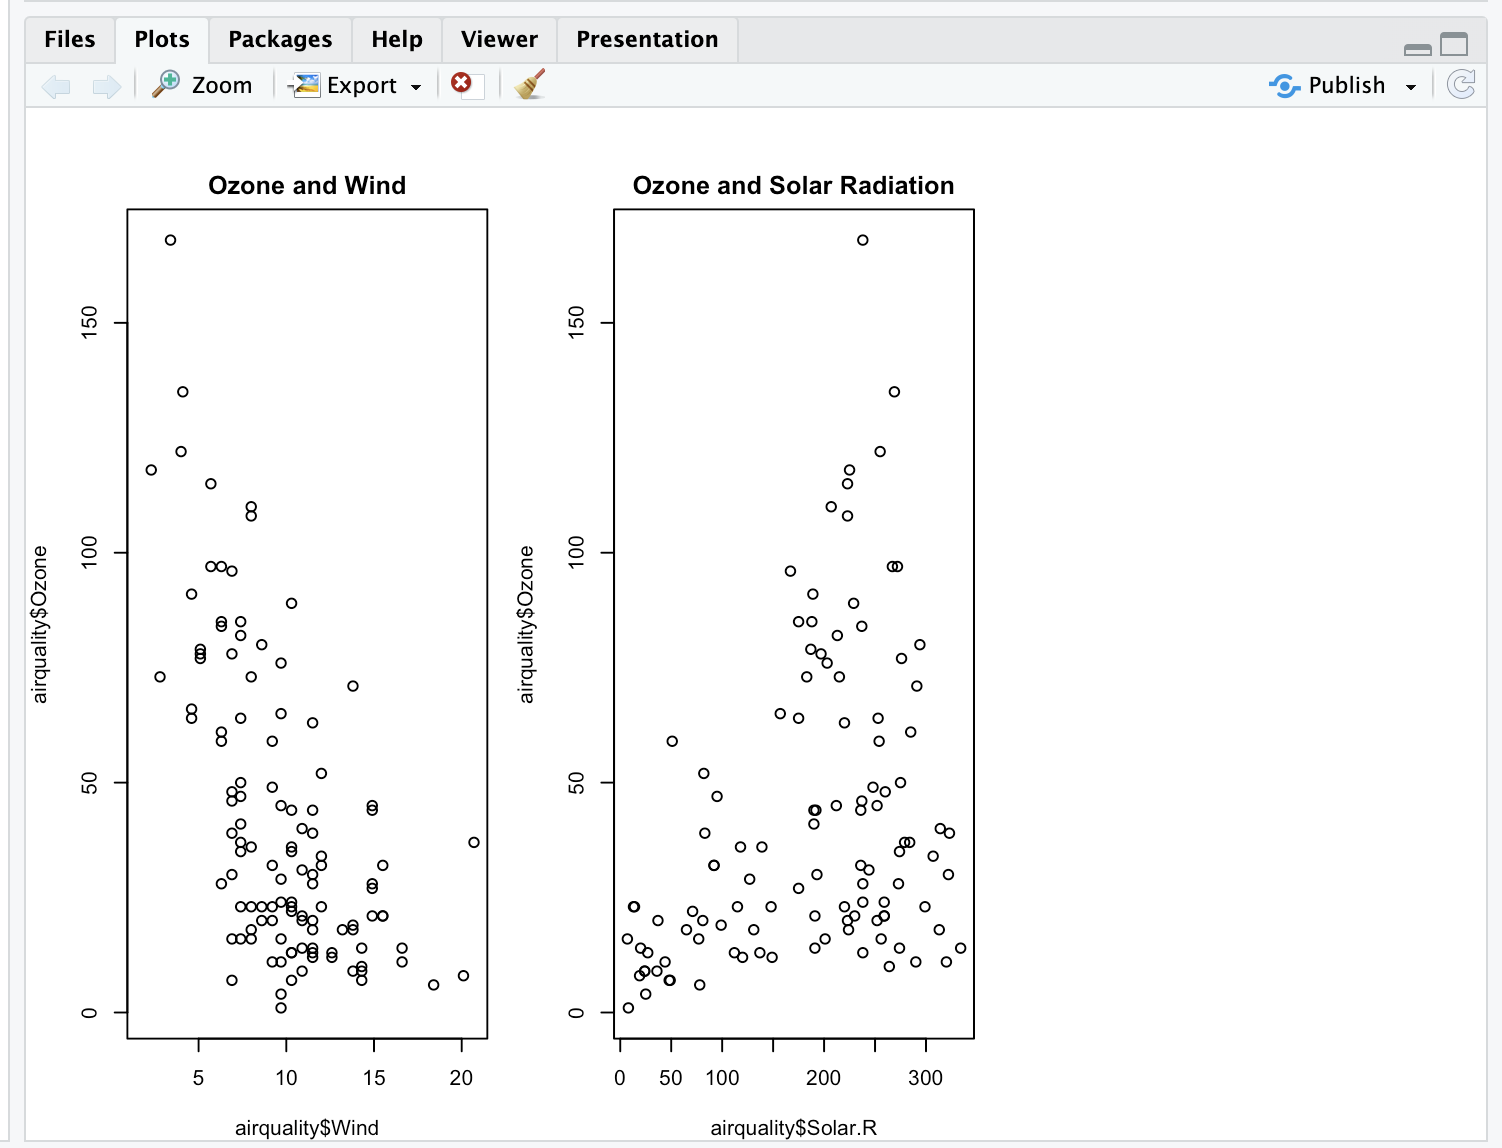 Files Plots Packages Help Viewer Presentation
Zoom Export Publish
Ozone and Wind
airquality$Ozone
150
100
50
0
5 10 15 20
airquality$Wind
Ozone and Solar Radiation
airquality$Ozone
150
100
50
0
0 50 100 200 300
airquality$Solar.R